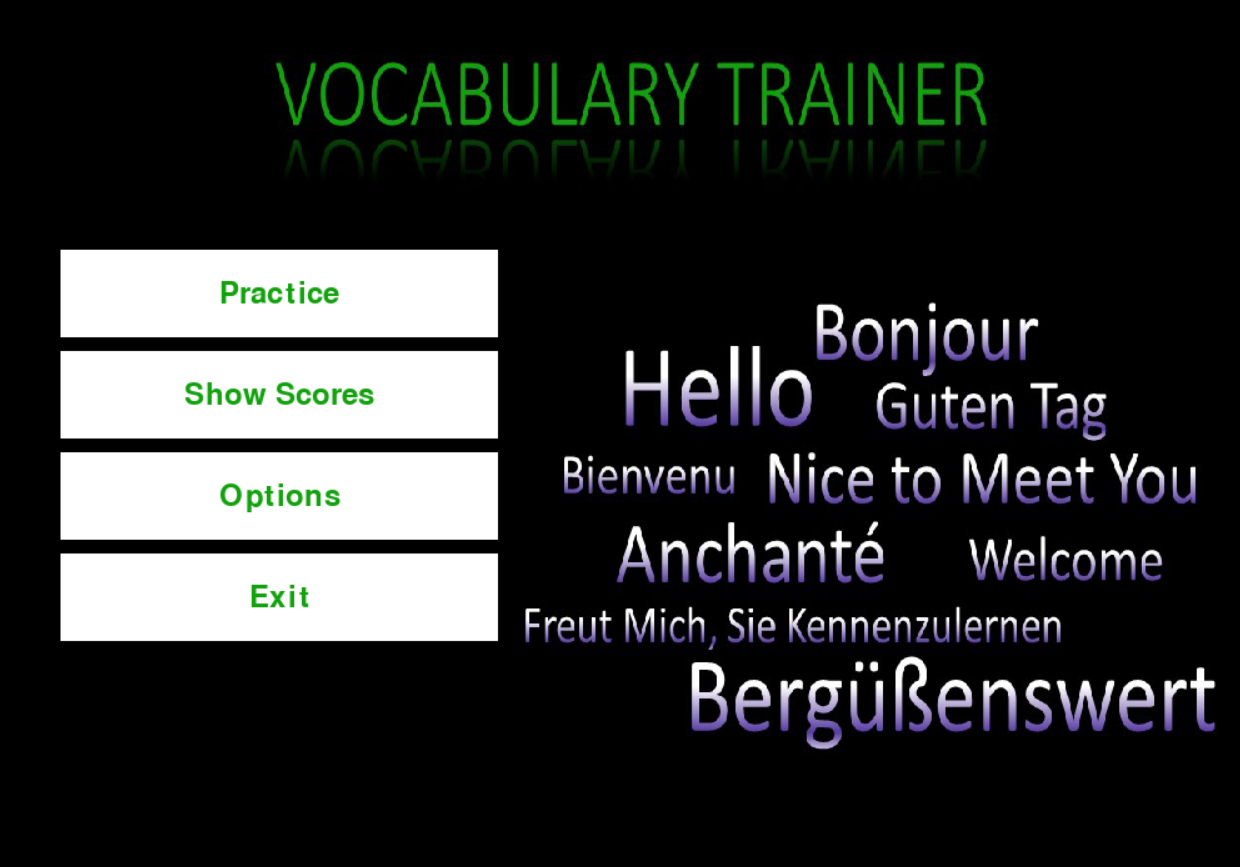 VOCABULARY TRAINER
Practice
Show Scores
Options
Exit
Bonjour
Hello
Guten Tag
Bienvenu
Nice to Meet You
Anchanté
Welcome
Freut Mich, Sie Kennenzulernen
Bergüßenswert